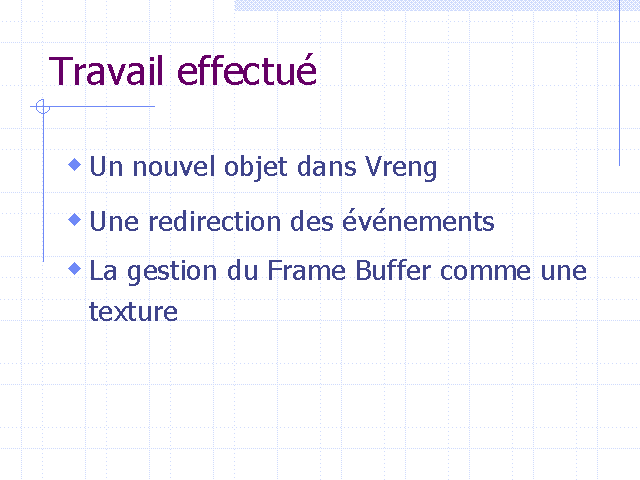 Travail effectué
Un nouvel objet dans Vreng
Une redirection des événements
La gestion du Frame Buffer comme une
texture